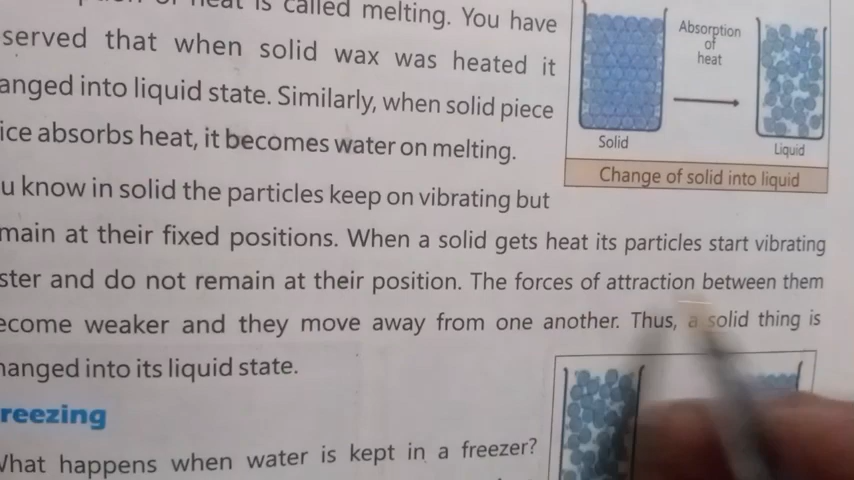 heat is called melting. You have
served that when solid wax was heated it
anged into liquid state. Similarly, when solid piece
ice absorbs heat, it becomes water on melting.
u know in solid the particles keep on vibrating but
main at their fixed positions. When a solid gets heat its particles start vibrating
ster and do not remain at their position. The forces of attraction between them
ecome weaker and they move away from one another. Thus, a solid thing is
hanged into its liquid state.
Absorption
of
heat
Solid
Liquid
Change of solid into liquid
reezing
What happens when water is kept in a freezer?